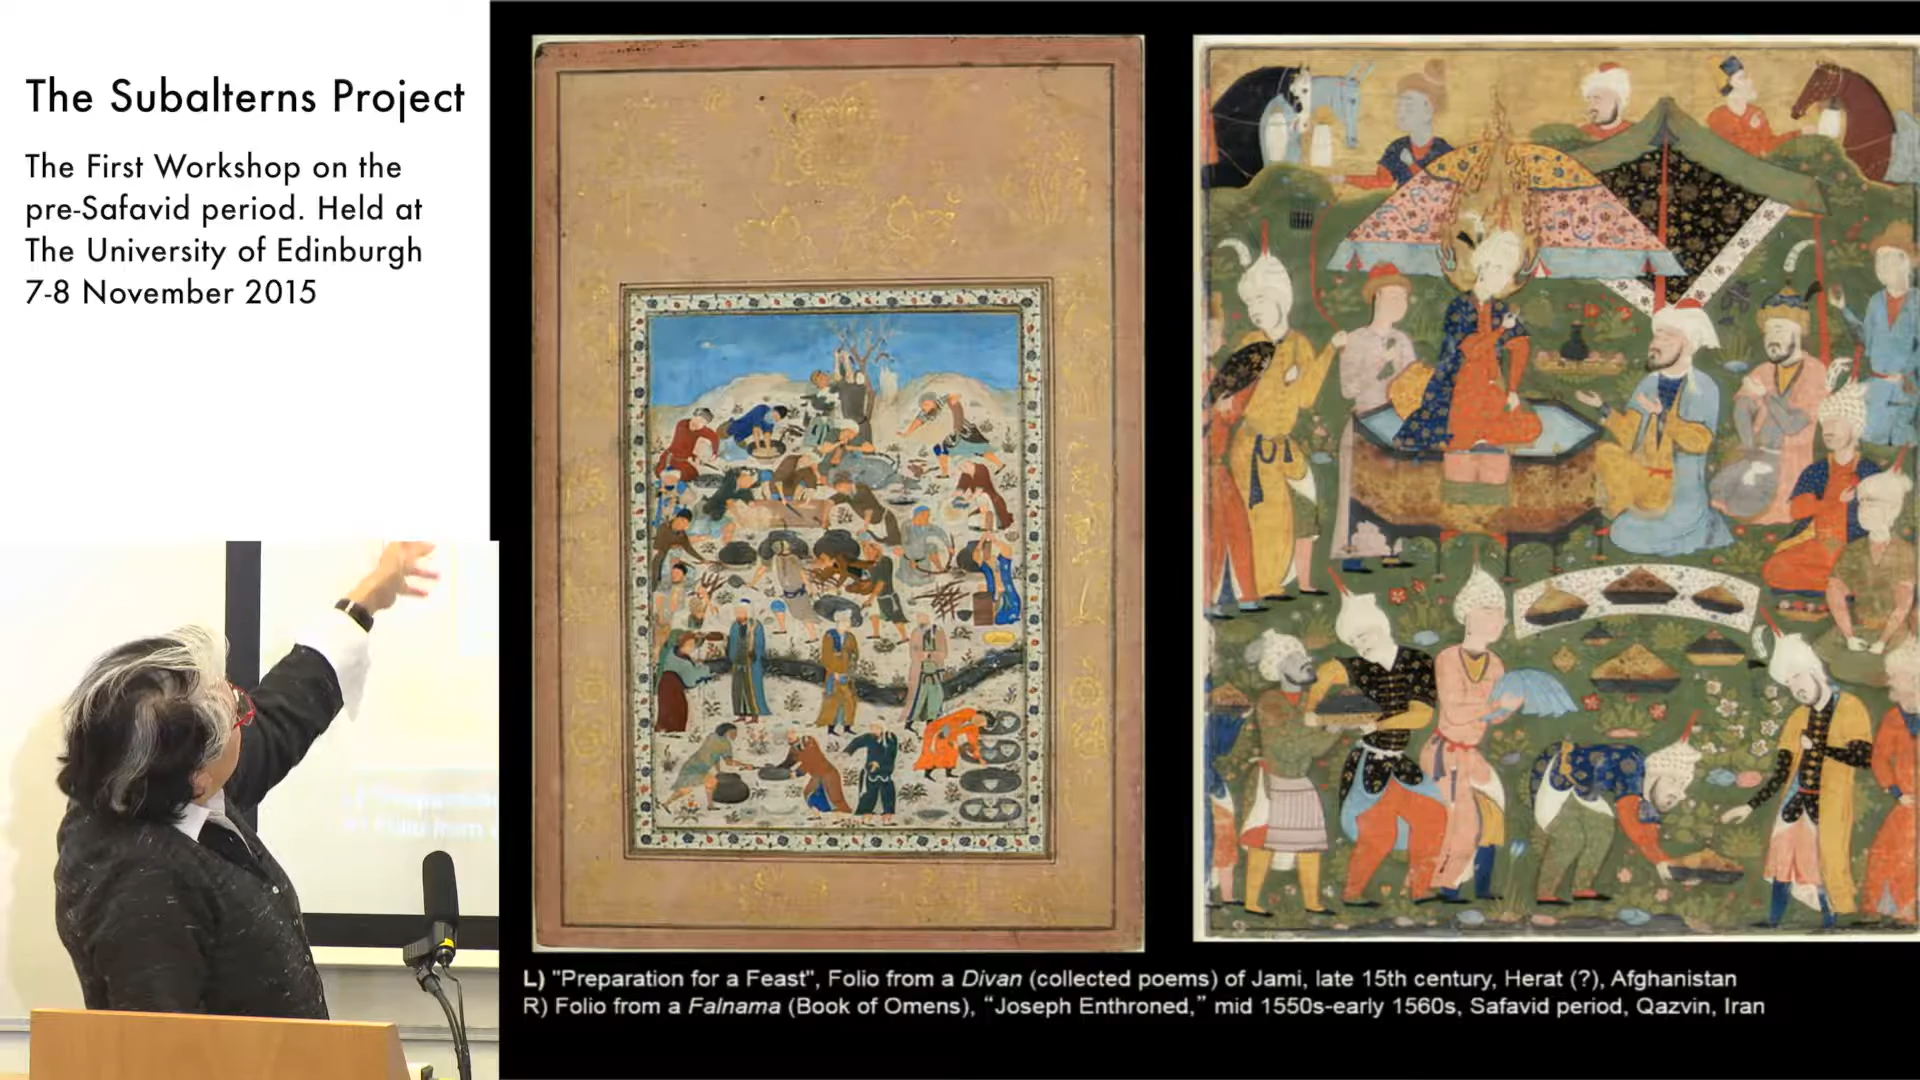 The Subalterns Project
The First Workshop on the
pre-Safavid period. Held at
The University of Edinburgh
7-8 November 2015
L) "Preparation for a Feast", Folio from a Divan (collected poems) of Jami, late 15th century, Herat (?), Afghanistan
R) Folio from a Falnama (Book of Omens), “Joseph Enthroned,” mid 1550s-early 1560s, Safavid period, Qazvin, Iran